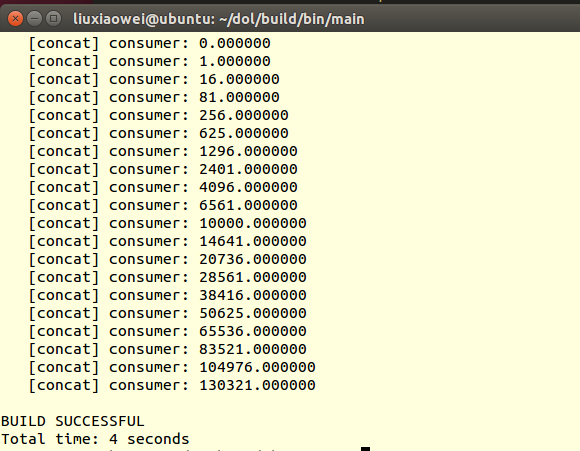 liuxiaowei@ubuntu: ~/dol/build/bin/main
[concat] consumer: 0.000000
[concat] consumer: 1.000000
[concat] consumer: 16.000000
[concat] consumer: 81.000000
[concat] consumer: 256.000000
[concat] consumer: 625.000000
[concat] consumer: 1296.000000
[concat] consumer: 2401.000000
[concat] consumer: 4096.000000
[concat] consumer: 6561.000000
[concat] consumer: 10000.000000
[concat] consumer: 14641.000000
[concat] consumer: 20736.000000
[concat] consumer: 28561.000000
[concat] consumer: 38416.000000
[concat] consumer: 50625.000000
[concat] consumer: 65536.000000
[concat] consumer: 83521.000000
[concat] consumer: 104976.000000
[concat] consumer: 130321.000000
BUILD SUCCESSFUL
Total time: 4 seconds